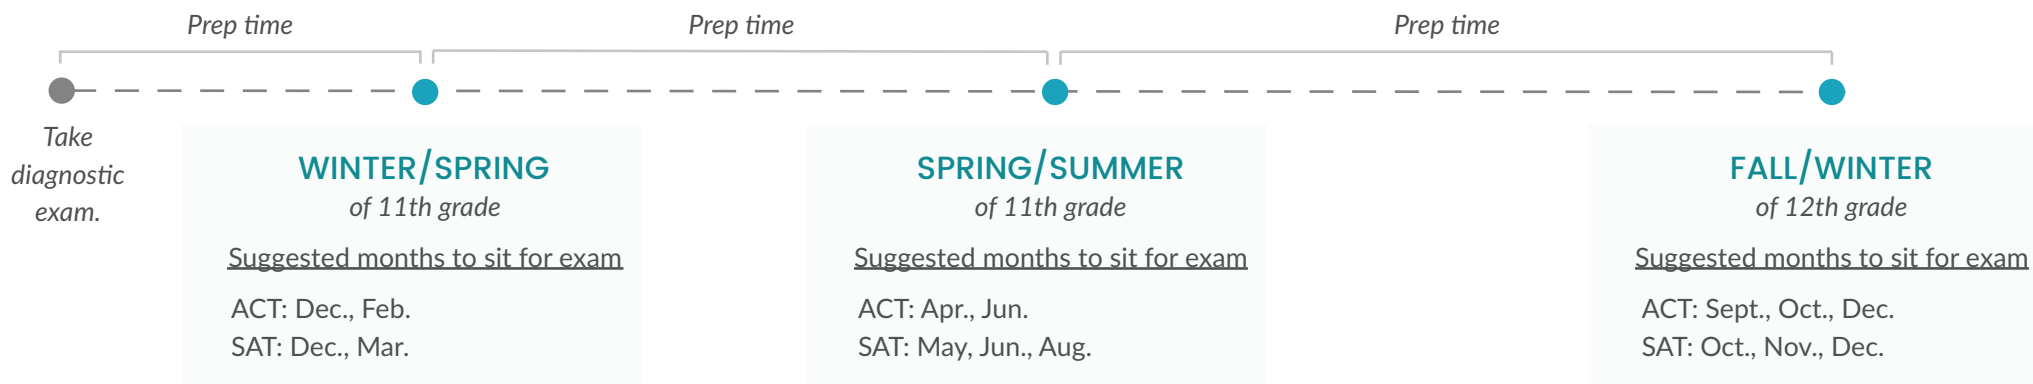 Prep time
Prep time
Prep time
Take
diagnostic
exam.
WINTER/SPRING
of 11th grade
Suggested months to sit for exam
ACT: Dec., Feb.
SAT: Dec., Mar.
SPRING/SUMMER
of 11th grade
Suggested months to sit for exam
ACT: Apr., Jun.
SAT: May, Jun., Aug.
FALL/WINTER
of 12th grade
Suggested months to sit for exam
ACT: Sept., Oct., Dec.
SAT: Oct., Nov., Dec.